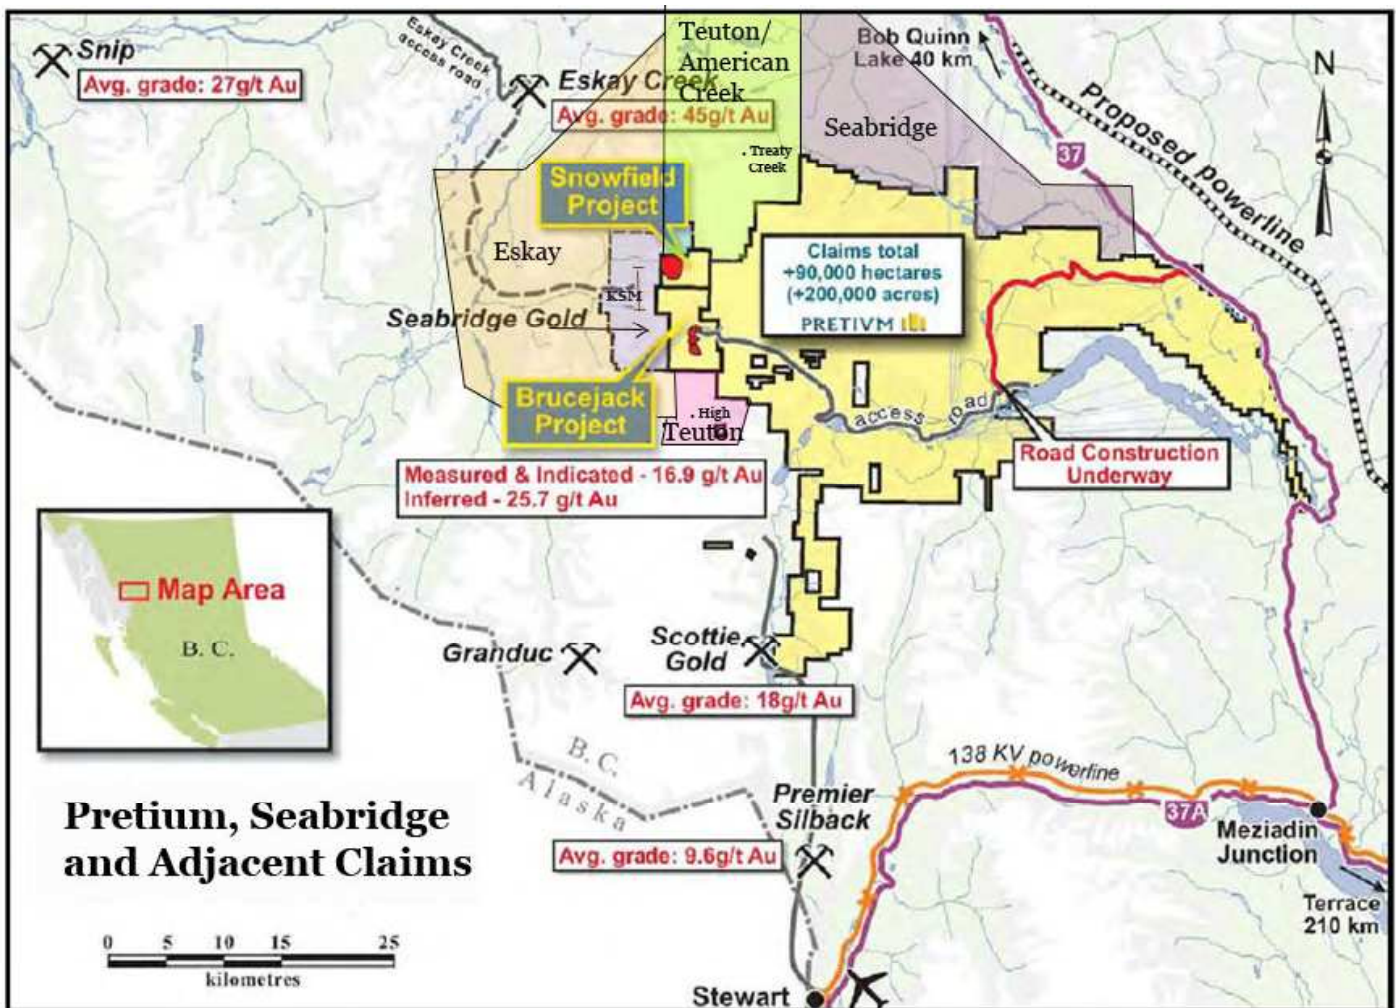 Snip
Avg. grade: 27g/t Au
Eskay Creek
access road
Eskay Creek
Avg. grade: 45g/t Au
Teuton/
American
Creek
Treaty
Creek
Seabridge
Bob Quinn
Lake 40 km
37
Proposed powerline
N
Snowfield
Project
Eskay
KSM
Seabridge Gold
Claims total
+90,000 hectares
(+200,000 acres)
PRETIVM
Brucejack
Project
High
Teuton
access road
Road Construction
Underway
Measured & Indicated - 16.9 g/t Au
Inferred - 25.7 g/t Au
Map Area
B. C.
Granduc
Scottie
Gold
Avg. grade: 18g/t Au
B. C.
Alaska
138 KV powerline
Premier
Silback
37A
Meziadin
Junction
Avg. grade: 9.6g/t Au
Terrace
210 km
Pretium, Seabridge
and Adjacent Claims
0 5 10 15 25
kilometres
Stewart